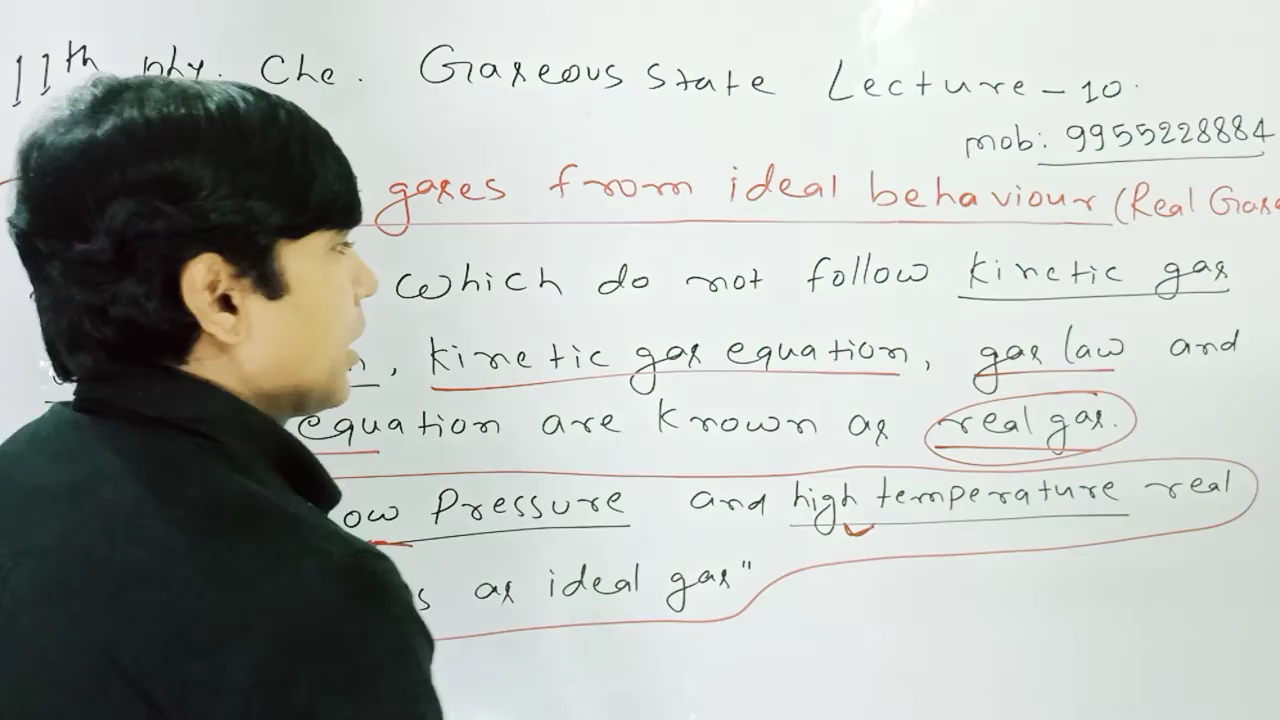 11th phy. Che. Gaseous state Lecture - 10.
mob: 9955228884
gases from ideal behaviour (Real Gase
which do not follow kinetic gas
n, kinetic gas equation, gas law and
equation are known as real gas.
ow Pressure and high temperature real
s as ideal gas"